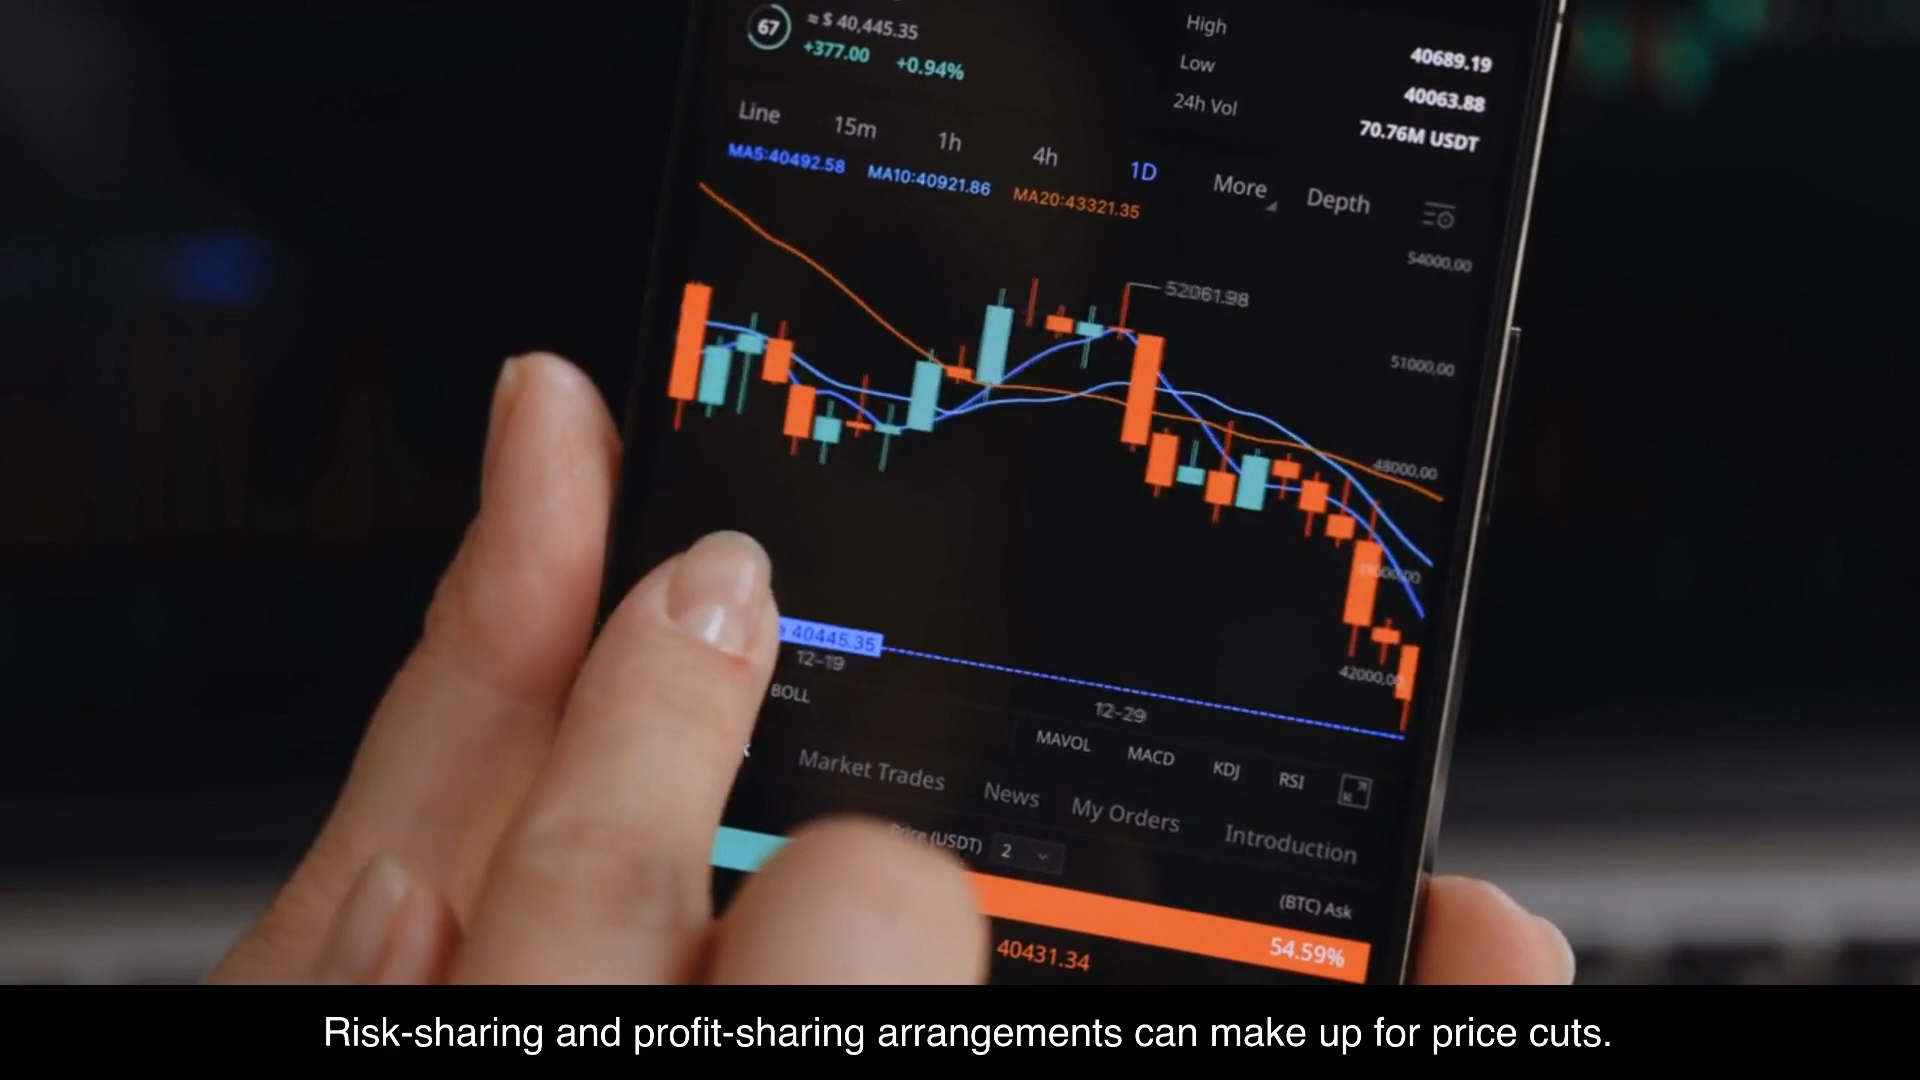 67
≈ $ 40,445.35
+377.00 +0.94%
High 40689.19
Low 40063.88
24h Vol 70.76M USDT
Line 15m 1h 4h 1D More Depth
MA5:40492.58 MA10:40921.86 MA20:43321.35
54000,00
52061.98
51000,00
48000,00
42000,00
40445.35
12-19
12-29
BOLL MAVOL MACD KDJ RSI
Market Trades News My Orders Introduction
Price (USDT) 2
(BTC) Ask
54.59%
40431.34
Risk-sharing and profit-sharing arrangements can make up for price cuts.